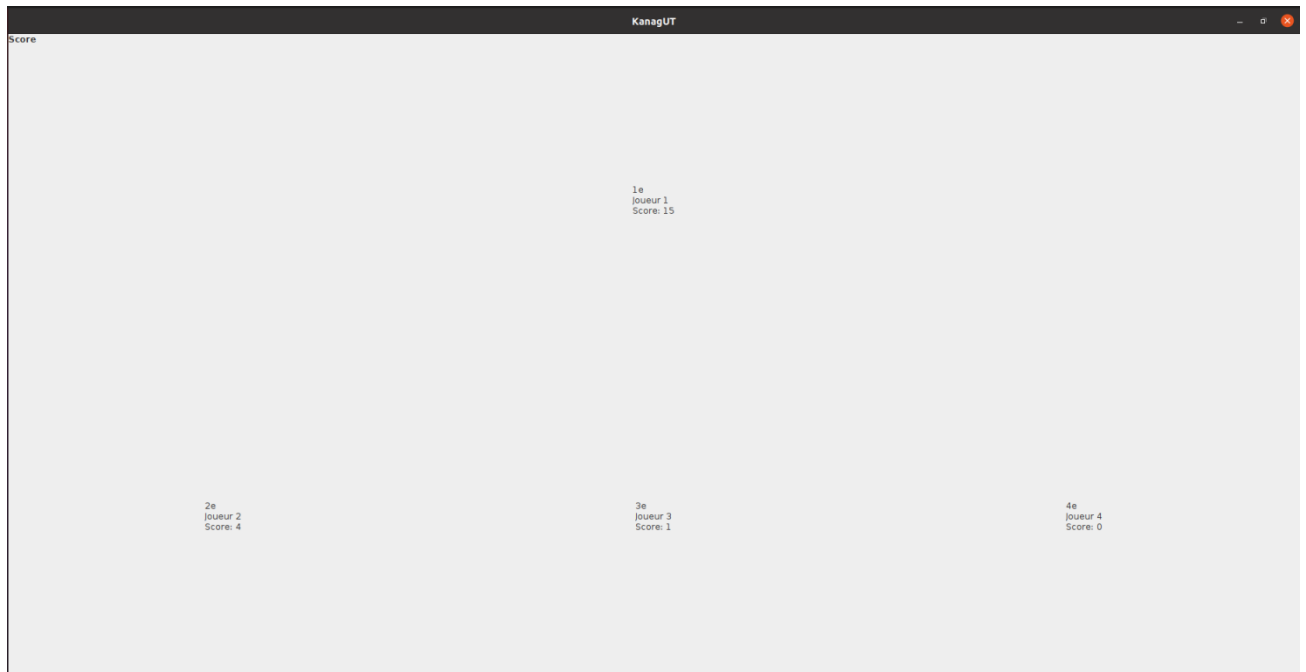 KanagUT
Score
1e
Joueur 1
Score: 15
2e
Joueur 2
Score: 4
3e
Joueur 3
Score: 1
4e
Joueur 4
Score: 0